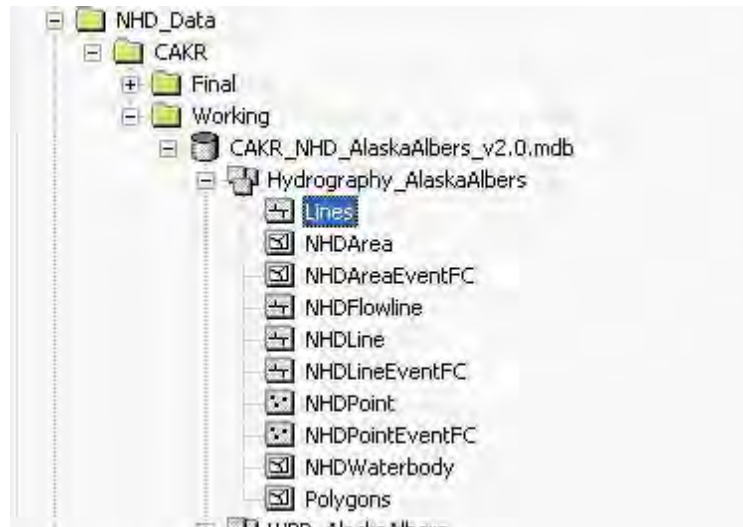 NHD_Data
CAKR
Final
Working
CAKR_NHD_AlaskaAlbers_v2.0.mdb
Hydrography_AlaskaAlbers
Lines
NHDArea
NHDAreaEventFC
NHDFlowline
NHDLine
NHDLineEventFC
NHDPoint
NHDPointEventFC
NHDWaterbody
Polygons